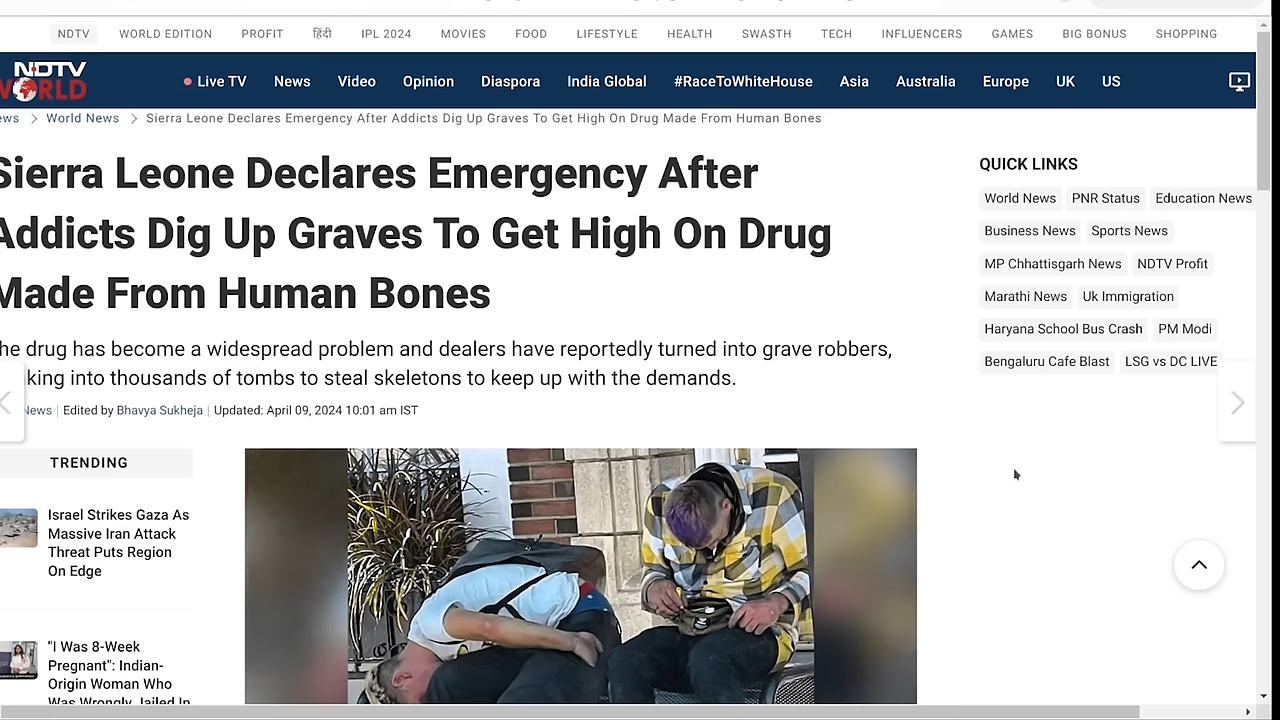 NDTV WORLD EDITION PROFIT हिंदी IPL 2024 MOVIES FOOD LIFESTYLE HEALTH SWASTH TECH INFLUENCERS GAMES BIG BONUS SHOPPING
NDTV
WORLD
Live TV News Video Opinion Diaspora India Global #RaceToWhiteHouse Asia Australia Europe UK US
ews World News Sierra Leone Declares Emergency After Addicts Dig Up Graves To Get High On Drug Made From Human Bones
Sierra Leone Declares Emergency After
Addicts Dig Up Graves To Get High On Drug
Made From Human Bones
he drug has become a widespread problem and dealers have reportedly turned into grave robbers,
king into thousands of tombs to steal skeletons to keep up with the demands.
News | Edited by Bhavya Sukheja | Updated: April 09, 2024 10:01 am IST
TRENDING
Israel Strikes Gaza As
Massive Iran Attack
Threat Puts Region
On Edge
"I Was 8-Week
Pregnant": Indian-
Origin Woman Who
Was Wrongly Jailed In
QUICK LINKS
World News PNR Status Education News
Business News Sports News
MP Chhattisgarh News NDTV Profit
Marathi News Uk Immigration
Haryana School Bus Crash PM Modi
Bengaluru Cafe Blast LSG vs DC LIVE